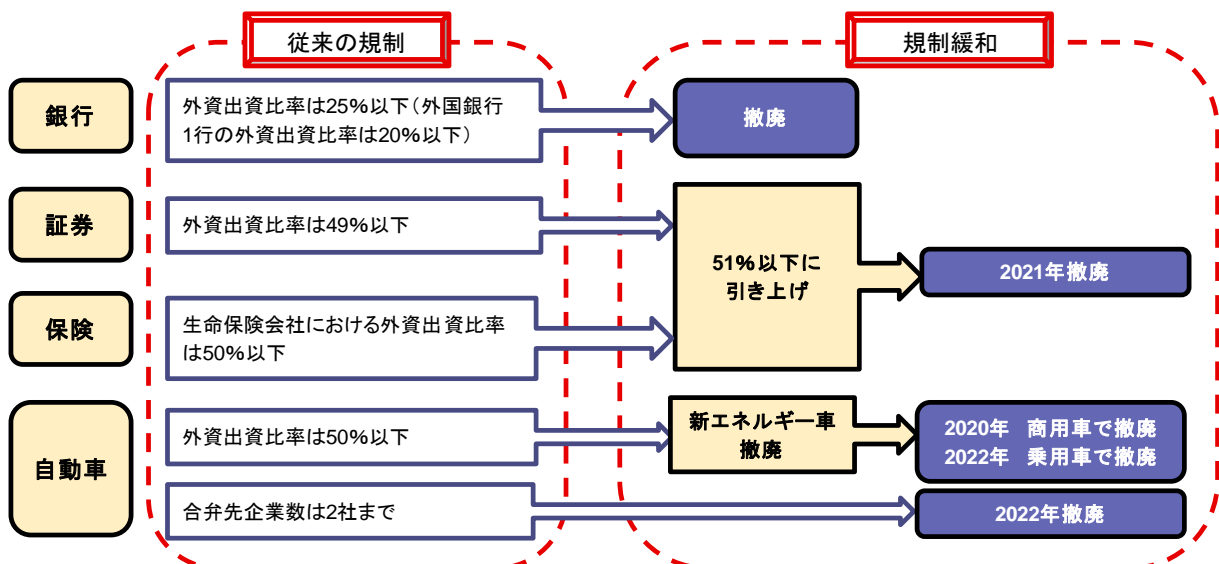 従来の規制
規制緩和
銀行
外資出資比率は25%以下（外国銀行
1行の外資出資比率は20%以下）
撤廃
証券
外資出資比率は49%以下
51%以下に
引き上げ
2021年撤廃
保険
生命保険会社における外資出資比率
は50%以下
自動車
外資出資比率は50%以下
新エネルギー車
撤廃
2020年　商用車で撤廃
2022年　乗用車で撤廃
合弁先企業数は2社まで
2022年撤廃